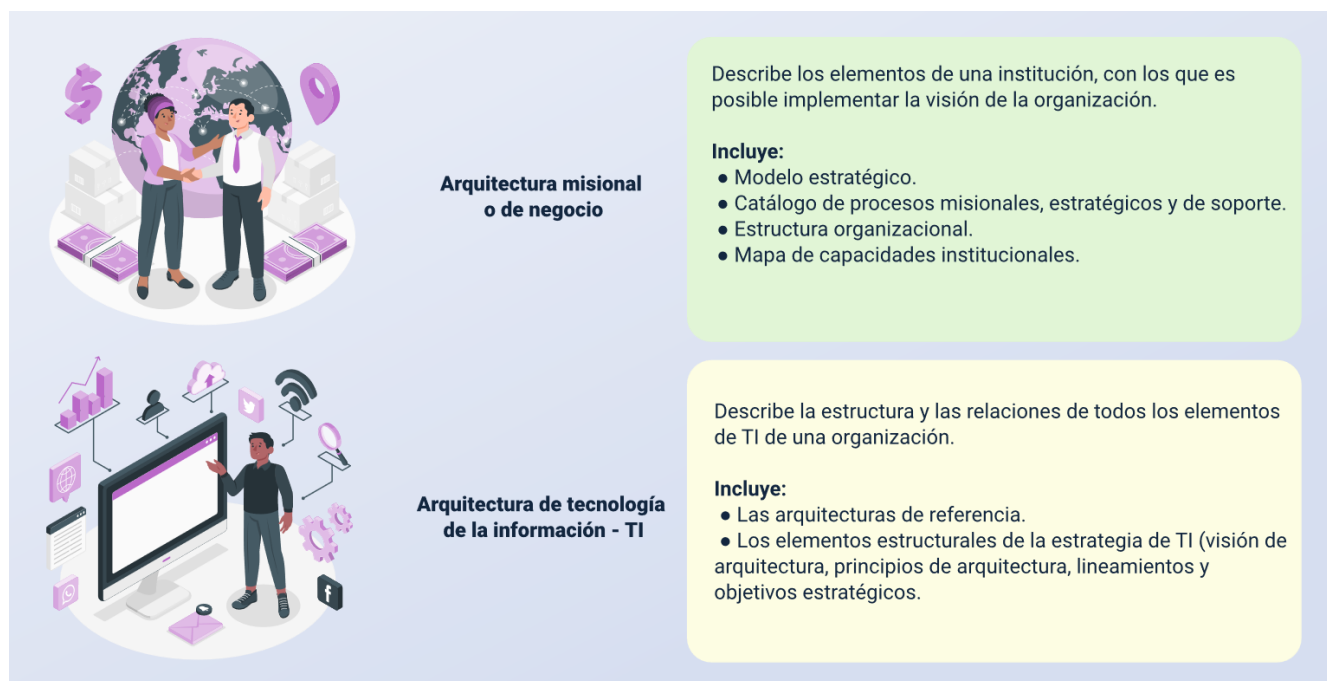 Arquitectura misional
o de negocio
Describe los elementos de una institución, con los que es
posible implementar la visión de la organización.
Incluye:
● Modelo estratégico.
● Catálogo de procesos misionales, estratégicos y de soporte.
● Estructura organizacional.
● Mapa de capacidades institucionales.
Arquitectura de tecnología
de la información - TI
Describe la estructura y las relaciones de todos los elementos
de TI de una organización.
Incluye:
● Las arquitecturas de referencia.
● Los elementos estructurales de la estrategia de TI (visión de
arquitectura, principios de arquitectura, lineamientos y
objetivos estratégicos.